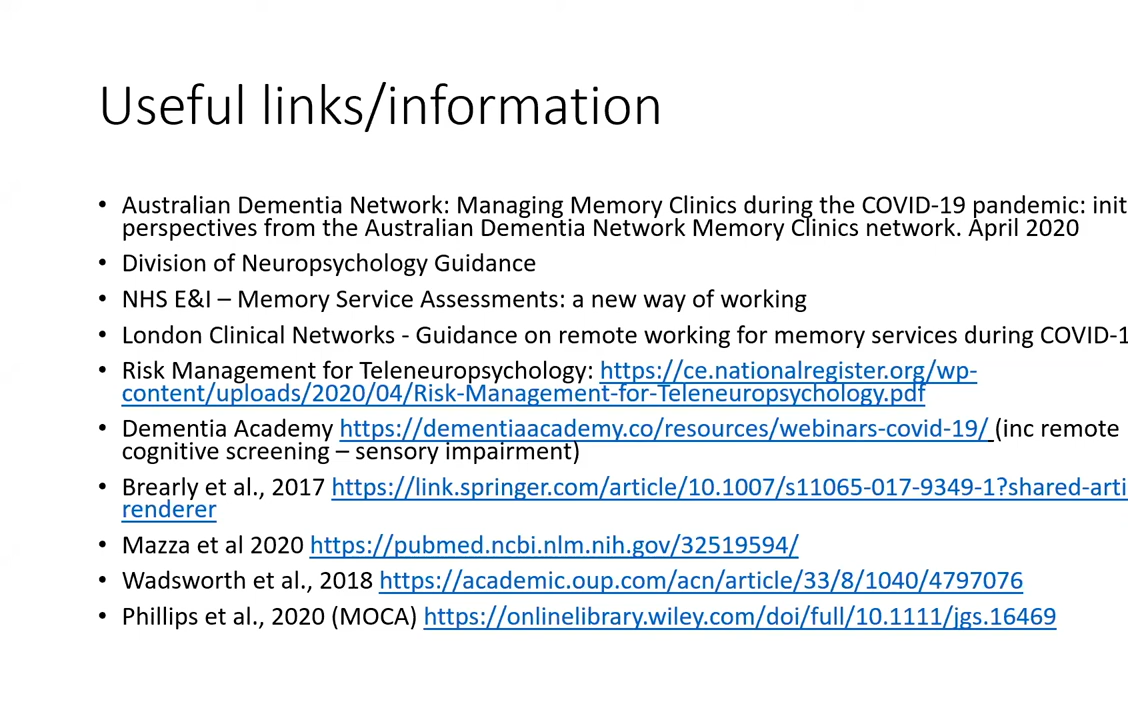 Useful links/information
• Australian Dementia Network: Managing Memory Clinics during the COVID-19 pandemic: init
perspectives from the Australian Dementia Network Memory Clinics network. April 2020
• Division of Neuropsychology Guidance
• NHS E&I – Memory Service Assessments: a new way of working
• London Clinical Networks - Guidance on remote working for memory services during COVID-1
• Risk Management for Teleneuropsychology: https://ce.nationalregister.org/wp-
content/uploads/2020/04/Risk-Management-for-Teleneuropsychology.pdf
• Dementia Academy https://dementiaacademy.co/resources/webinars-covid-19/ (inc remote
cognitive screening – sensory impairment)
• Brearly et al., 2017 https://link.springer.com/article/10.1007/s11065-017-9349-1?shared-arti
renderer
• Mazza et al 2020 https://pubmed.ncbi.nlm.nih.gov/32519594/
• Wadsworth et al., 2018 https://academic.oup.com/acn/article/33/8/1040/4797076
• Phillips et al., 2020 (MOCA) https://onlinelibrary.wiley.com/doi/full/10.1111/jgs.16469